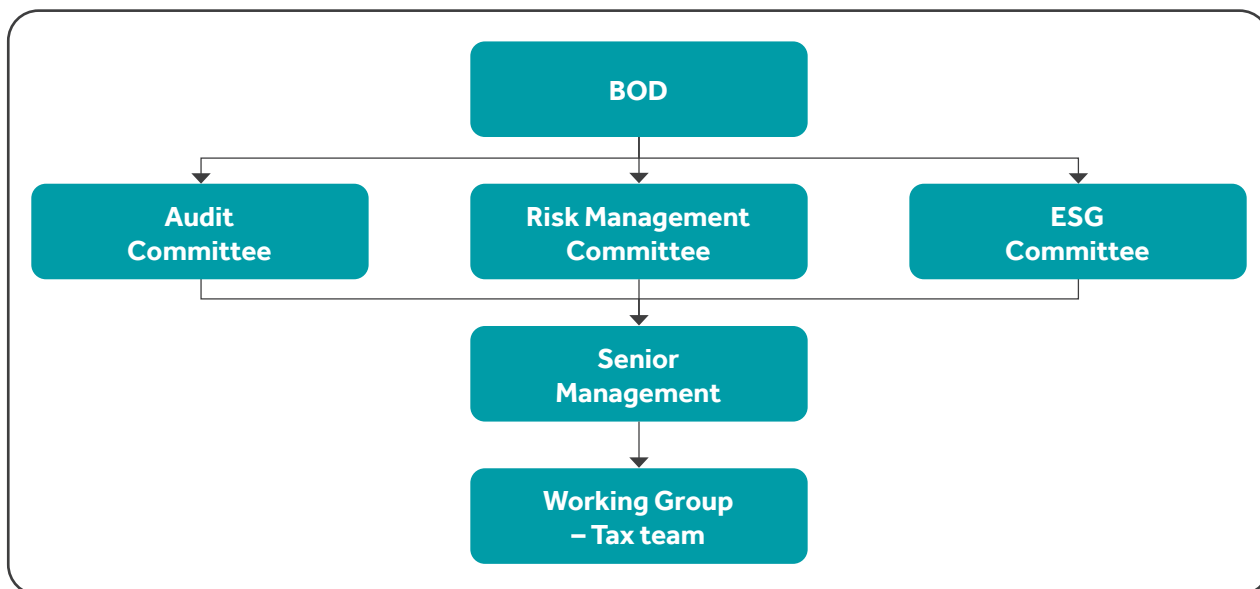 BOD
Audit
Committee
Risk Management
Committee
ESG
Committee
Senior
Management
Working Group
– Tax team